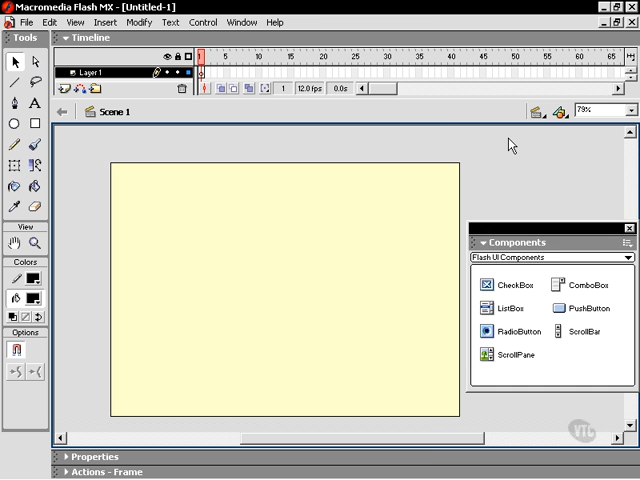 Macromedia Flash MX - [Untitled-1]
File Edit View Insert Modify Text Control Window Help
Tools
Timeline
1 5 10 15 20 25 30 35 40 45 50 55 60 65
Layer 1
1 12.0 fps 0.0s
Scene 1
79%
View
Colors
Options
Components
Flash UI Components
CheckBox ComboBox
ListBox PushButton
RadioButton ScrollBar
ScrollPane
VTC
Properties
Actions - Frame